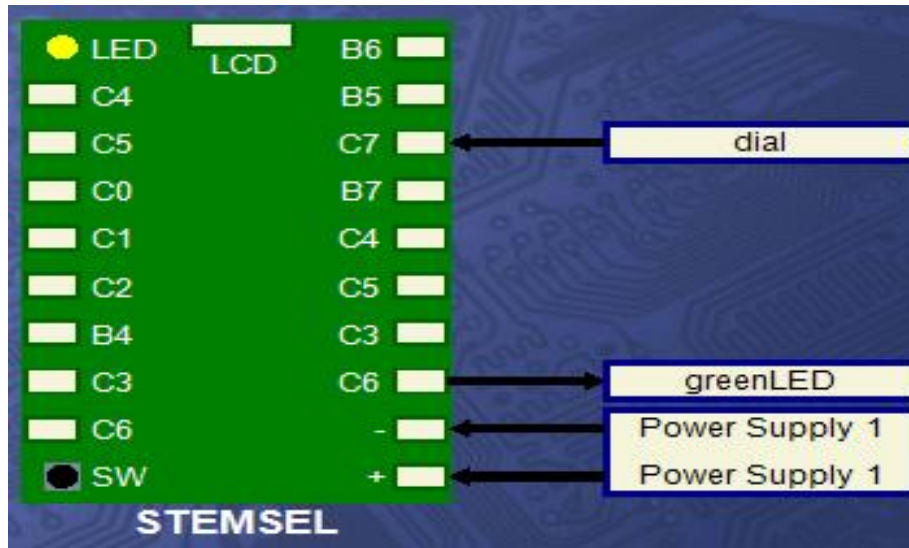 LED LCD B6
C4 B5
C5 C7 dial
C0 B7
C1 C4
C2 C5
B4 C3
C3 C6 greenLED
C6 - Power Supply 1
SW + Power Supply 1
STEMSEL